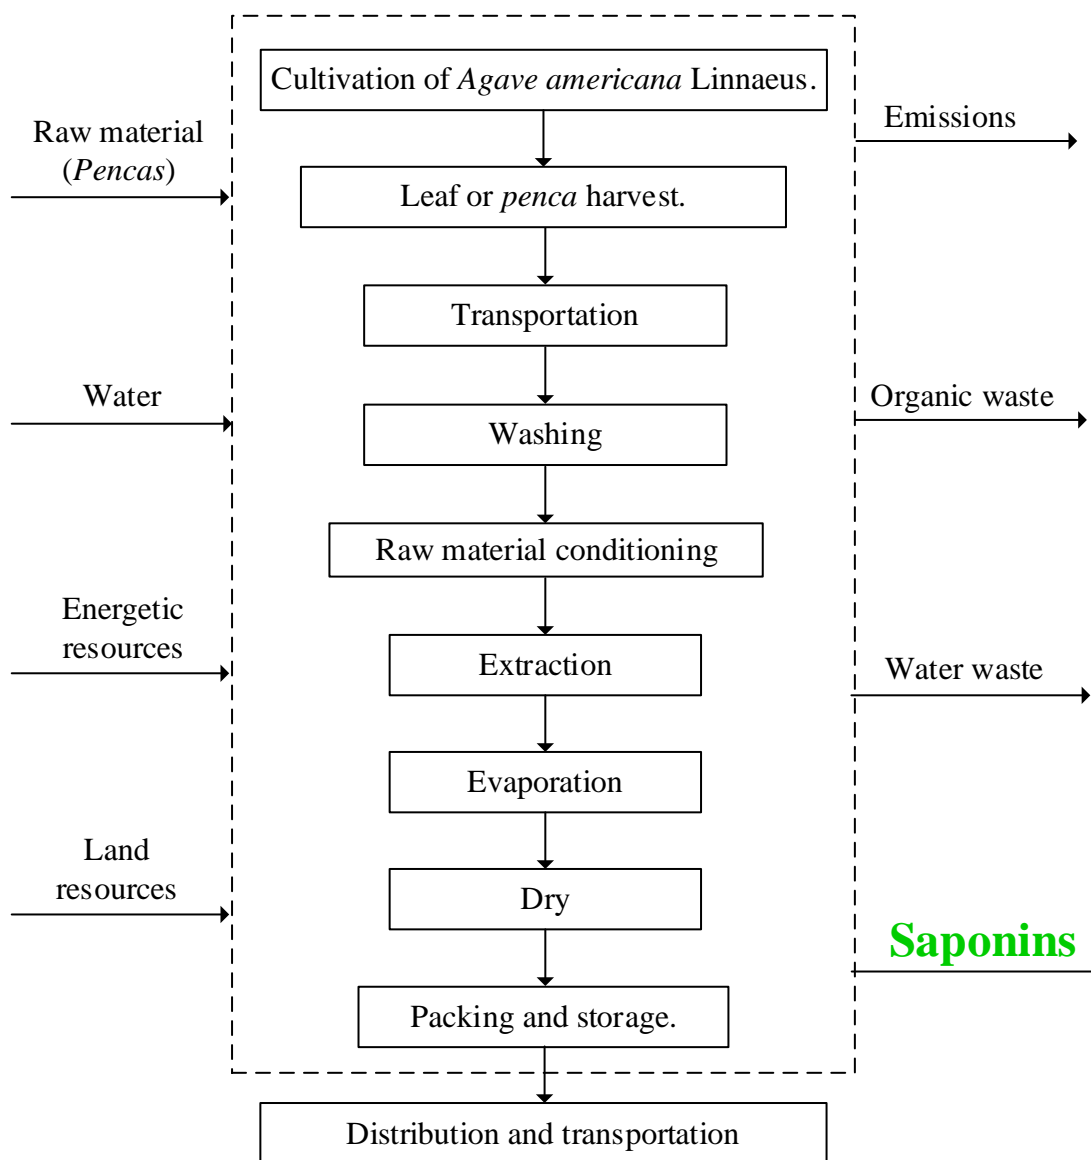 Cultivation of Agave americana Linnaeus.
Emissions
Raw material
(Pencas)
Leaf or penca harvest.
Transportation
Water
Organic waste
Washing
Raw material conditioning
Energetic
resources
Extraction
Water waste
Evaporation
Land
resources
Dry
Saponins
Packing and storage.
Distribution and transportation